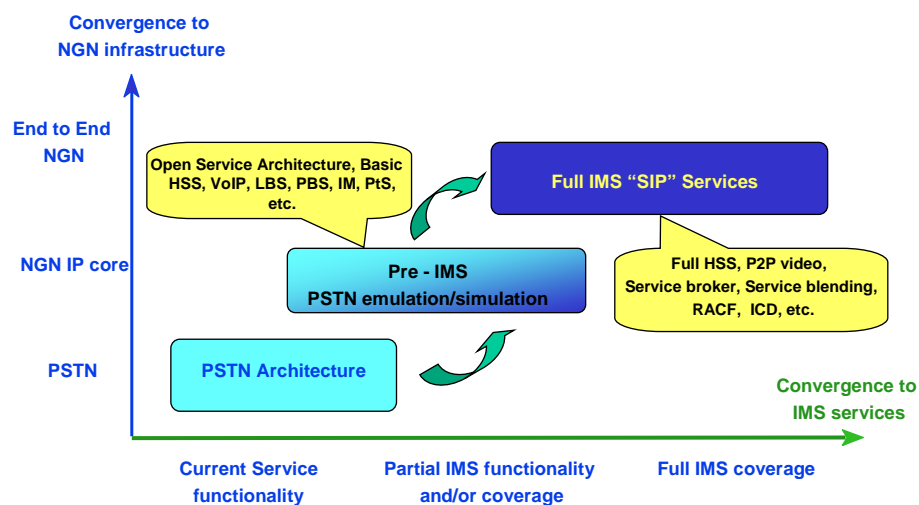 Convergence to
NGN infrastructure
End to End
NGN
Open Service Architecture, Basic
HSS, VoIP, LBS, PBS, IM, PtS,
etc.
Full IMS “SIP” Services
NGN IP core
Pre - IMS
PSTN emulation/simulation
Full HSS, P2P video,
Service broker, Service blending,
RACF, ICD, etc.
PSTN
PSTN Architecture
Convergence to
IMS services
Current Service
functionality
Partial IMS functionality
and/or coverage
Full IMS coverage